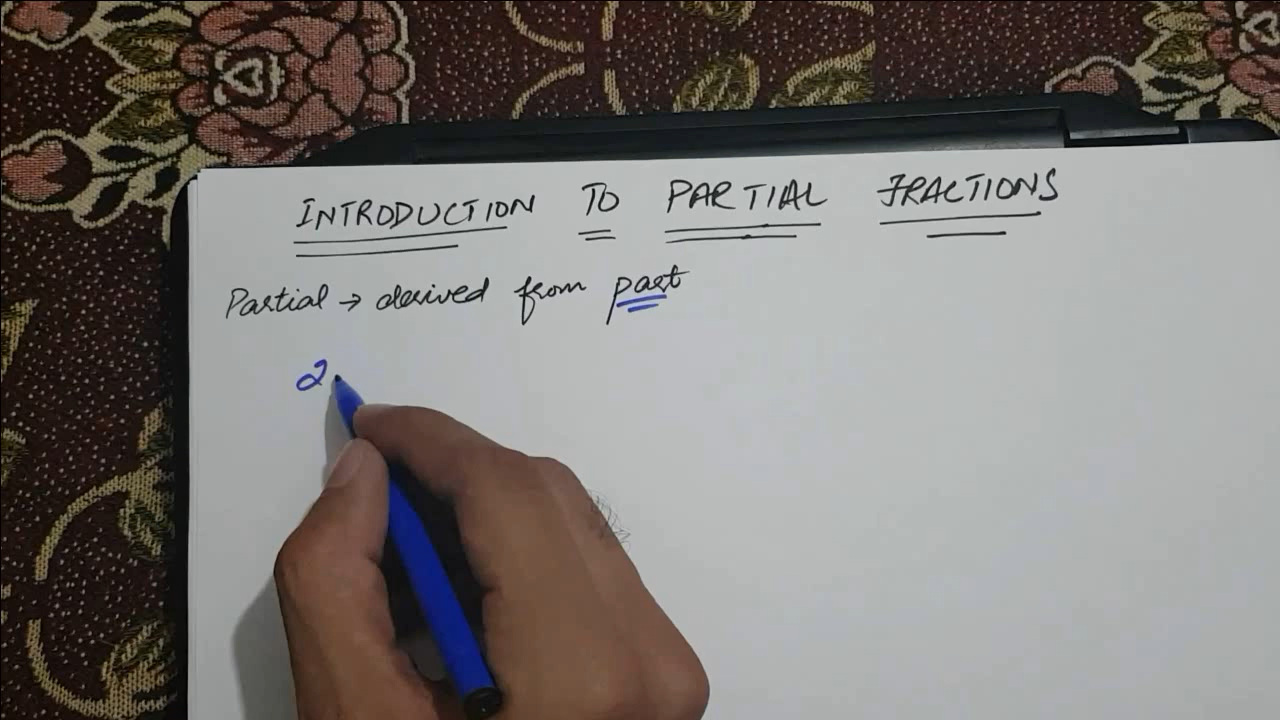 INTRODUCTION TO PARTIAL FRACTIONS
Partial → derived from part
2